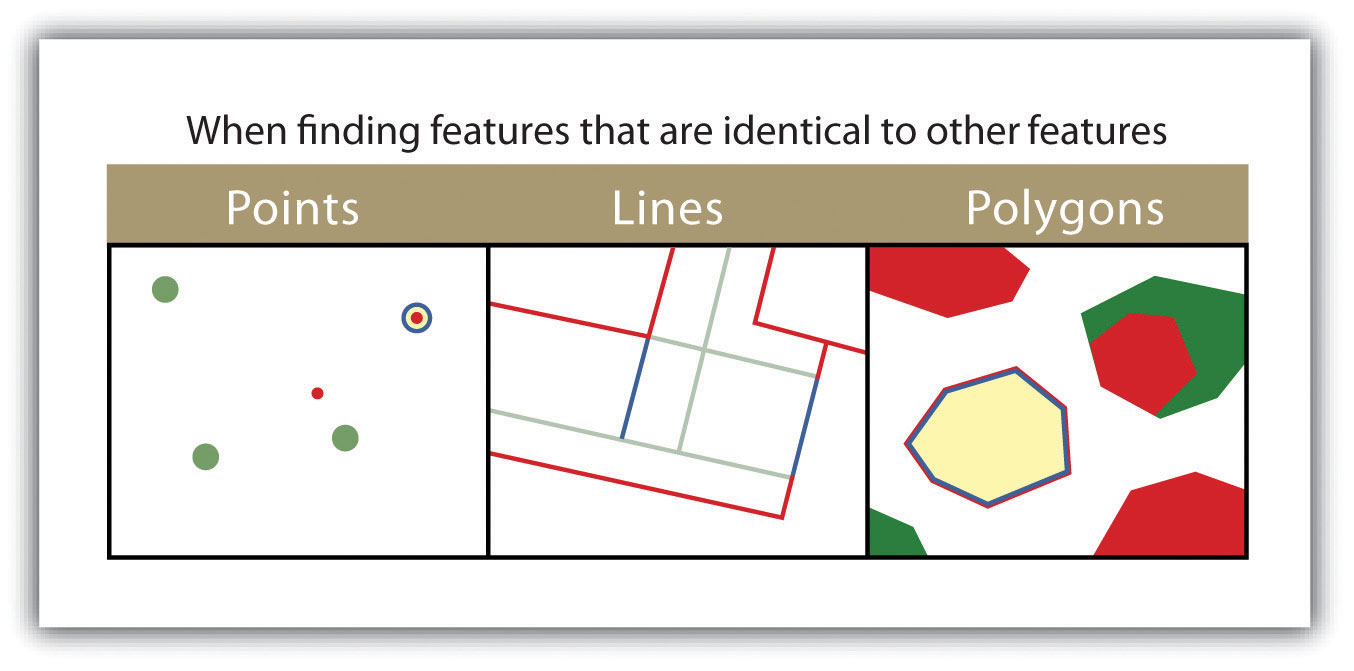 When finding features that are identical to other features
Points Lines Polygons